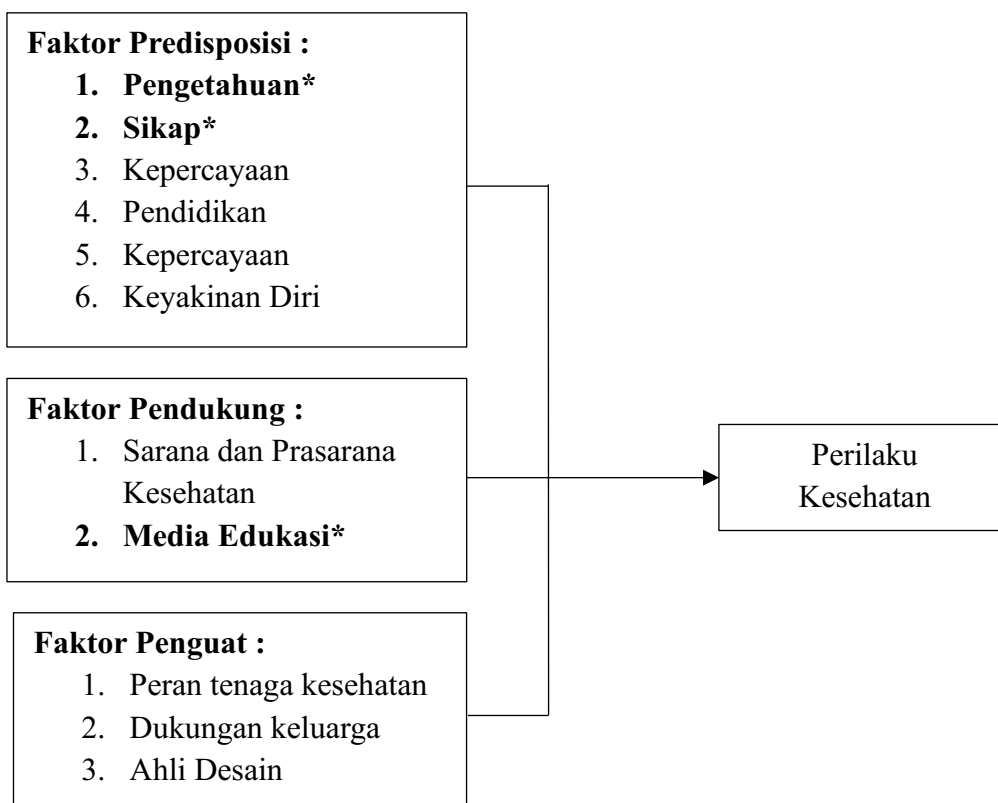 Faktor Predisposisi :
1. Pengetahuan*
2. Sikap*
3. Kepercayaan
4. Pendidikan
5. Kepercayaan
6. Keyakinan Diri
Faktor Pendukung :
1. Sarana dan Prasarana
Kesehatan
2. Media Edukasi*
Faktor Penguat :
1. Peran tenaga kesehatan
2. Dukungan keluarga
3. Ahli Desain
Perilaku
Kesehatan